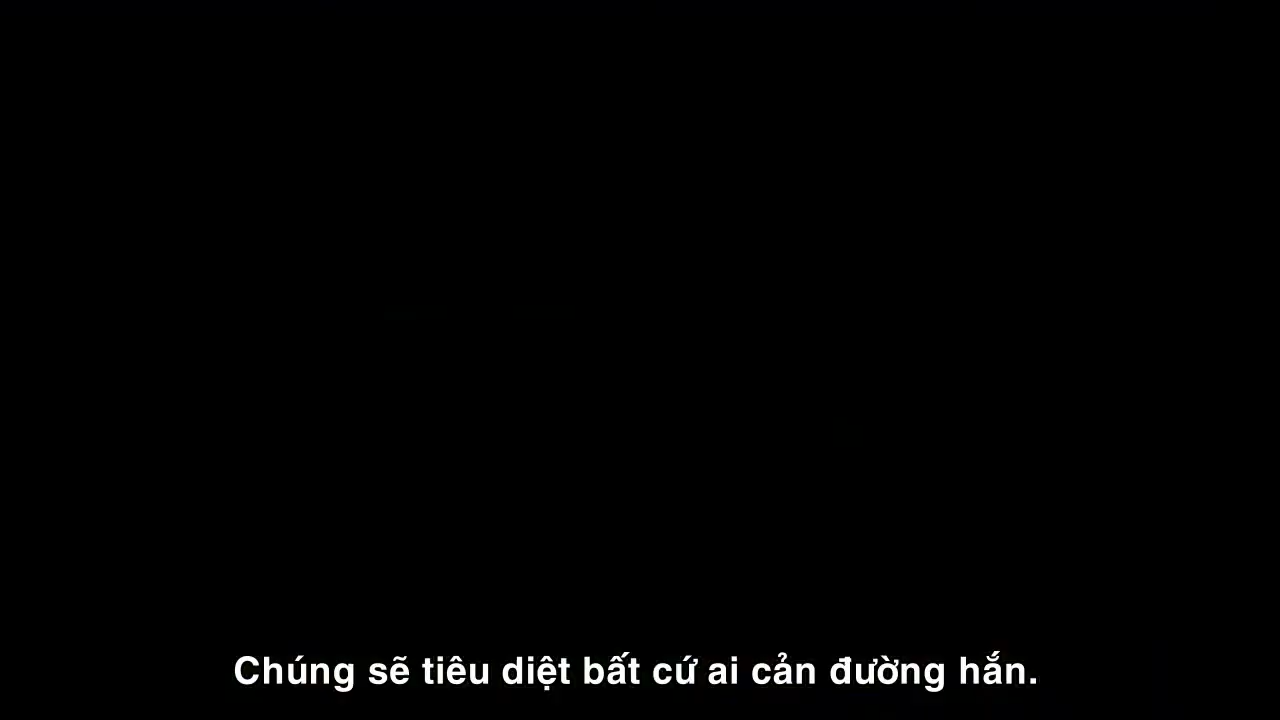 Chúng sẽ tiêu diệt bất cứ ai cản đường hắn.